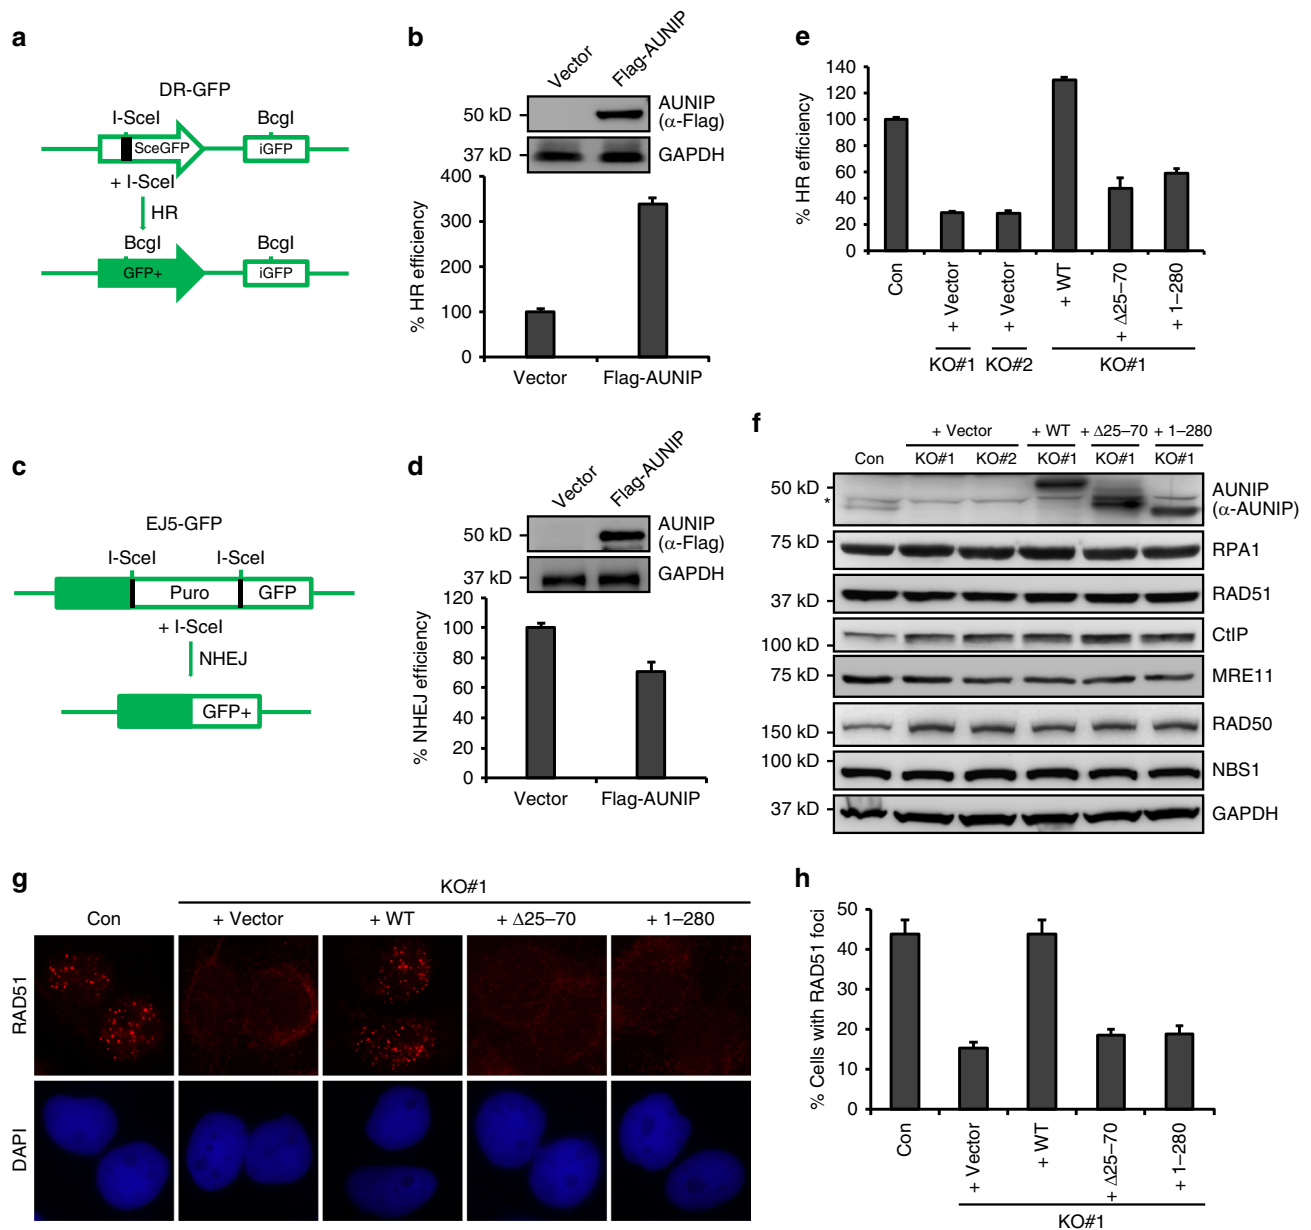 a
DR-GFP
I-SceI
BcgI
SceGFP
iGFP
+ I-SceI
HR
BcgI
BcgI
GFP+
iGFP
b
Vector
Flag-AUNIP
50 kD
AUNIP
(α-Flag)
37 kD
GAPDH
% HR efficiency
400
300
200
100
0
Vector
Flag-AUNIP
c
EJ5-GFP
I-SceI
I-SceI
Puro
GFP
+ I-SceI
NHEJ
GFP+
d
Vector
Flag-AUNIP
50 kD
AUNIP
(α-Flag)
37 kD
GAPDH
% NHEJ efficiency
120
100
80
60
40
20
0
Vector
Flag-AUNIP
e
% HR efficiency
140
120
100
80
60
40
20
0
Con
+ Vector
+ Vector
+ WT
+ Δ25–70
+ 1–280
KO#1
KO#2
KO#1
f
+ Vector
+ WT
+ Δ25–70
+ 1–280
Con
KO#1
KO#2
KO#1
KO#1
KO#1
50 kD
*
AUNIP
(α-AUNIP)
75 kD
RPA1
37 kD
RAD51
100 kD
CtIP
75 kD
MRE11
150 kD
RAD50
100 kD
NBS1
37 kD
GAPDH
g
KO#1
Con
+ Vector
+ WT
+ Δ25–70
+ 1–280
RAD51
DAPI
h
% Cells with RAD51 foci
50
40
30
20
10
0
Con
+ Vector
+ WT
+ Δ25–70
+ 1–280
KO#1